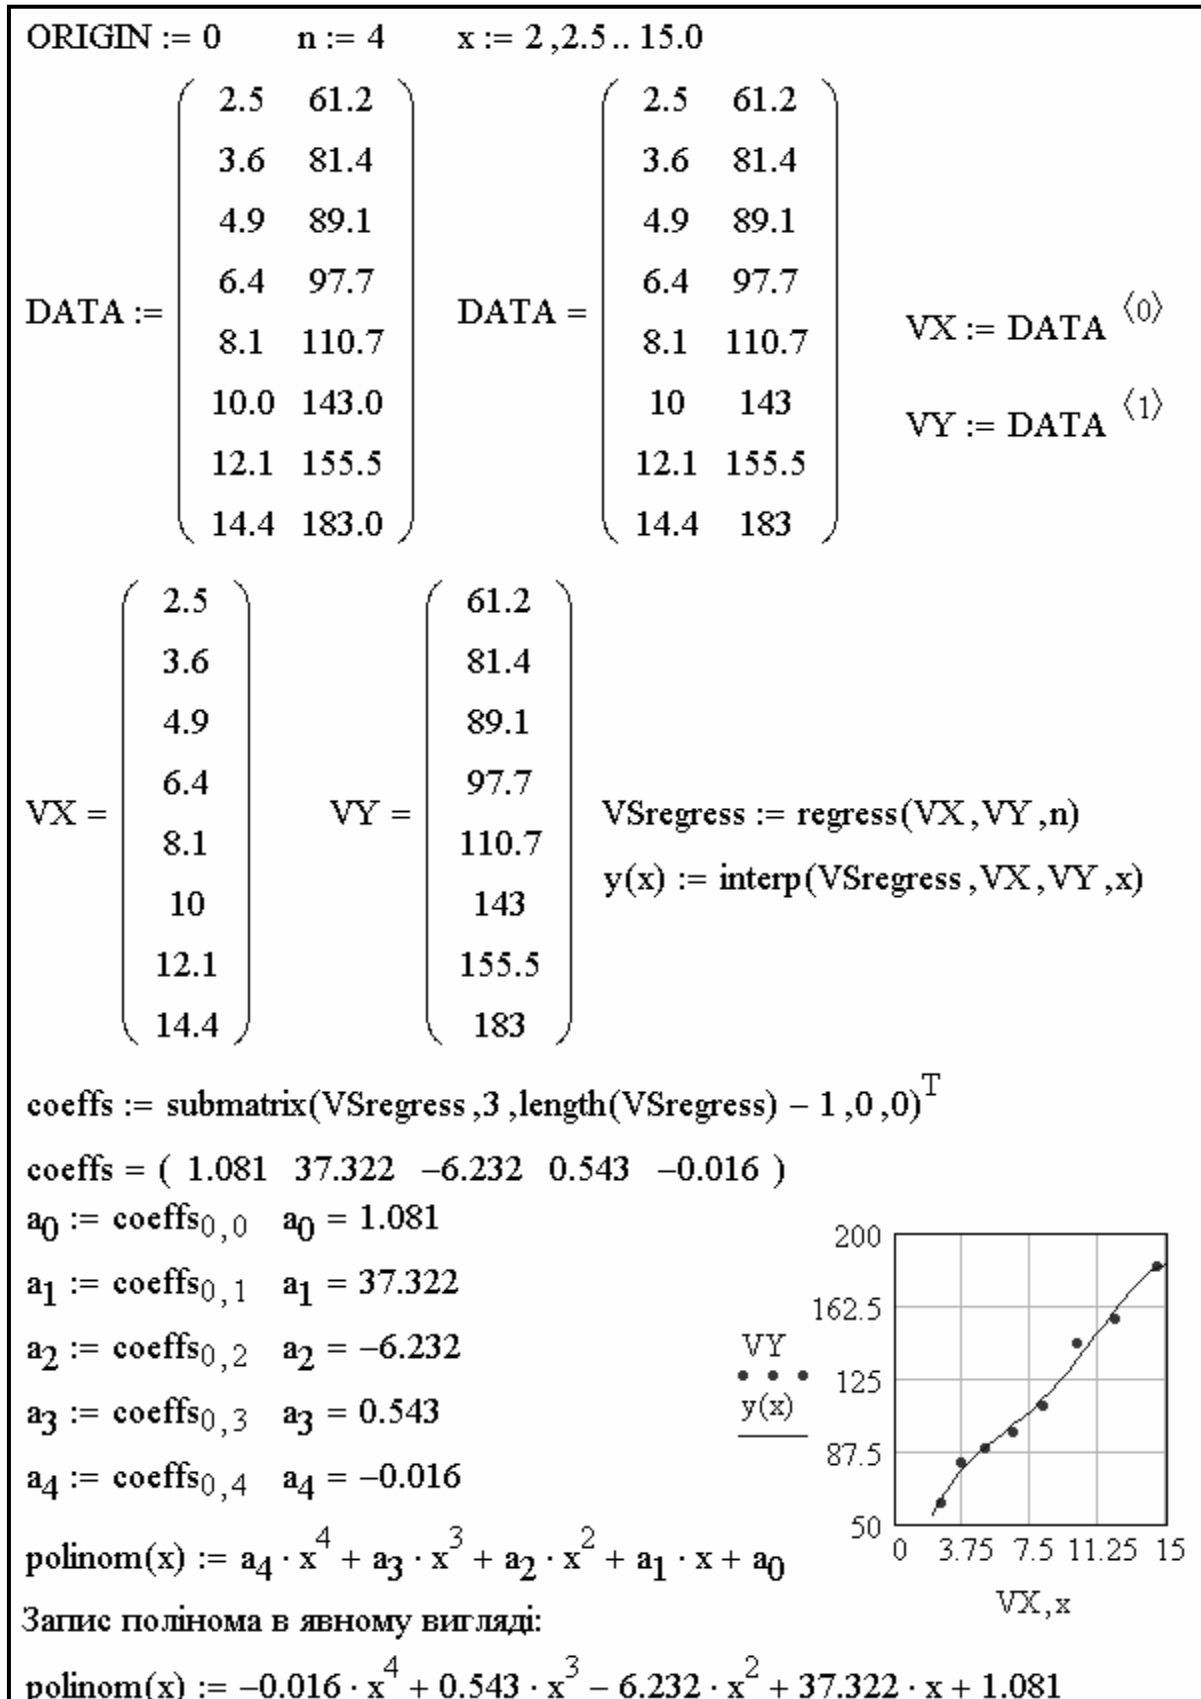 ORIGIN := 0 n := 4 x := 2 , 2.5 .. 15.0
DATA :=
2.5 61.2
3.6 81.4
4.9 89.1
6.4 97.7
8.1 110.7
10.0 143.0
12.1 155.5
14.4 183.0
DATA =
2.5 61.2
3.6 81.4
4.9 89.1
6.4 97.7
8.1 110.7
10 143
12.1 155.5
14.4 183
VX := DATA ⟨0⟩
VY := DATA ⟨1⟩
VX =
2.5
3.6
4.9
6.4
8.1
10
12.1
14.4
VY =
61.2
81.4
89.1
97.7
110.7
143
155.5
183
VSregress := regress(VX , VY , n)
y(x) := interp(VSregress , VX , VY , x)
coeffs := submatrix(VSregress , 3 , length(VSregress) − 1 , 0 , 0)^T
coeffs = ( 1.081 37.322 −6.232 0.543 −0.016 )
a₀ := coeffs₀,₀ a₀ = 1.081
a₁ := coeffs₀,₁ a₁ = 37.322
a₂ := coeffs₀,₂ a₂ = −6.232
a₃ := coeffs₀,₃ a₃ = 0.543
a₄ := coeffs₀,₄ a₄ = −0.016
200
162.5
125
87.5
50
VY
y(x)
0 3.75 7.5 11.25 15
VX , x
polinom(x) := a₄ · x⁴ + a₃ · x³ + a₂ · x² + a₁ · x + a₀
Запис полінома в явному вигляді:
polinom(x) := −0.016 · x⁴ + 0.543 · x³ − 6.232 · x² + 37.322 · x + 1.081